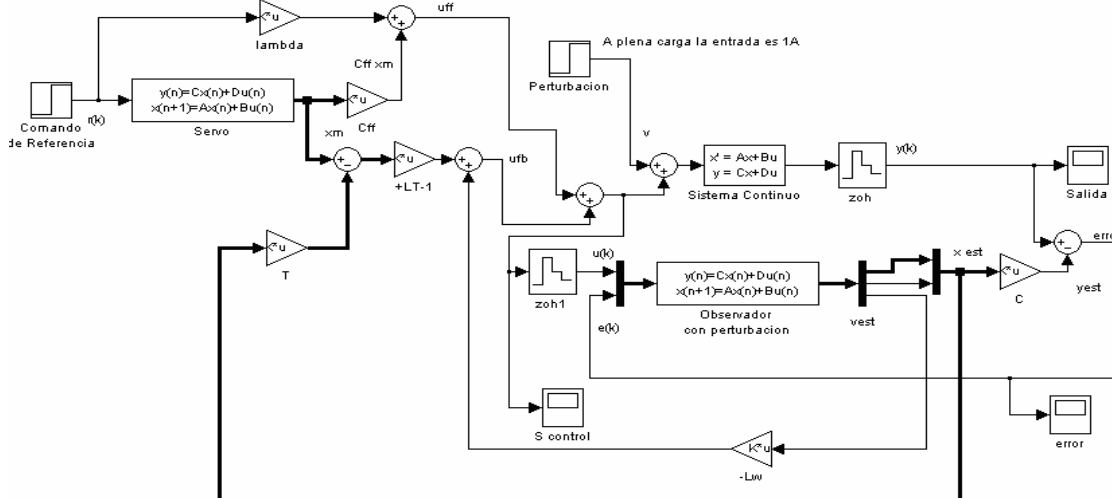 <u
lambda
uff
Cff xm
<u
Cff
A plena carga la entrada es 1A
Perturbacion
Comando
de Referencia
r(k)
y(n)=Cx(n)+Du(n)
x(n+1)=Ax(n)+Bu(n)
Servo
xm
<u
+LT-1
ufb
v
x' = Ax+Bu
y = Cx+Du
Sistema Continuo
zoh
y(k)
Salida
<u
T
zoh1
u(k)
e(k)
y(n)=Cx(n)+Du(n)
x(n+1)=Ax(n)+Bu(n)
Observador
con perturbacion
vest
x est
<u
C
yest
erro
S control
K*u
-Lw
error